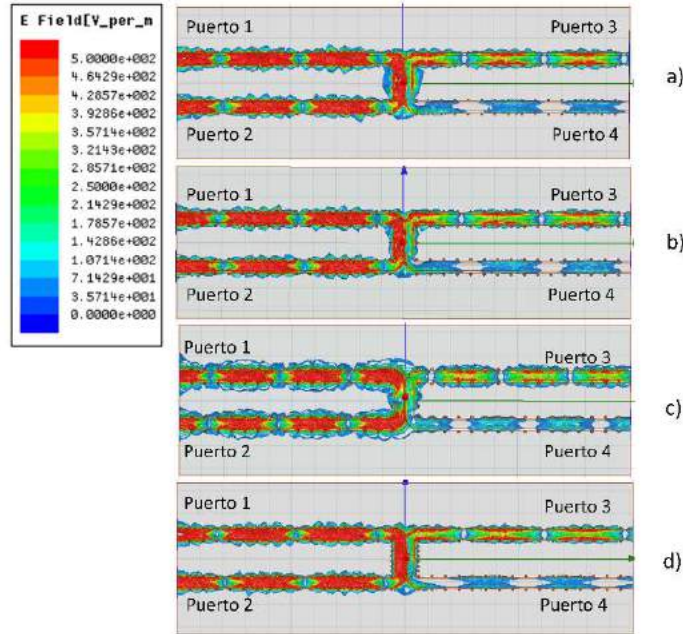 E Field[V_per_m
5.0000e+002
4.6429e+002
4.2857e+002
3.9286e+002
3.5714e+002
3.2143e+002
2.8571e+002
2.5000e+002
2.1429e+002
1.7857e+002
1.4286e+002
1.0714e+002
7.1429e+001
3.5714e+001
0.0000e+000
Puerto 1
Puerto 3
a)
Puerto 2
Puerto 4
Puerto 1
Puerto 3
b)
Puerto 2
Puerto 4
Puerto 1
Puerto 3
c)
Puerto 2
Puerto 4
Puerto 1
Puerto 3
d)
Puerto 2
Puerto 4